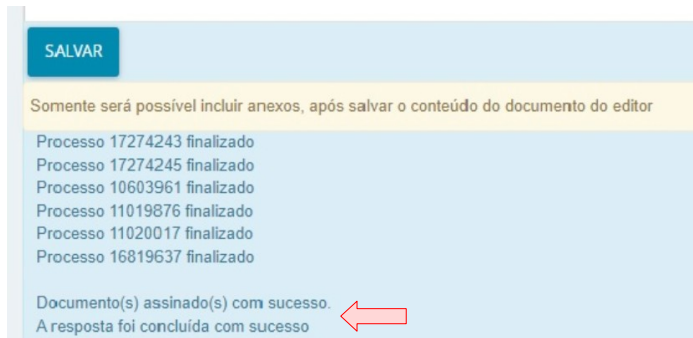 SALVAR
Somente será possível incluir anexos, após salvar o conteúdo do documento do editor
Processo 17274243 finalizado
Processo 17274245 finalizado
Processo 10603961 finalizado
Processo 11019876 finalizado
Processo 11020017 finalizado
Processo 16819637 finalizado
Documento(s) assinado(s) com sucesso.
A resposta foi concluída com sucesso